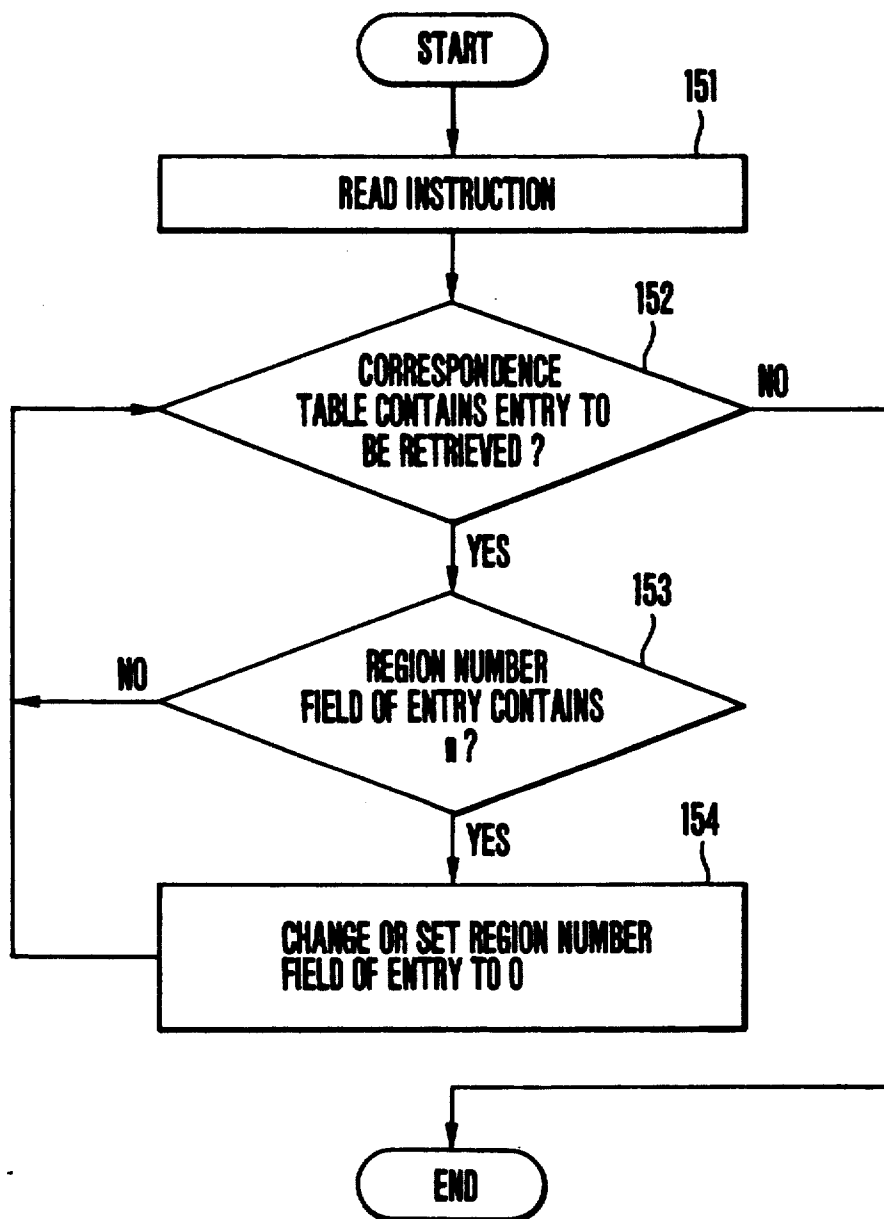 START
151
READ INSTRUCTION
152
CORRESPONDENCE
TABLE CONTAINS ENTRY TO
BE RETRIEVED ?
NO
YES
153
REGION NUMBER
FIELD OF ENTRY CONTAINS
?
NO
YES
154
CHANGE OR SET REGION NUMBER
FIELD OF ENTRY TO 0
END